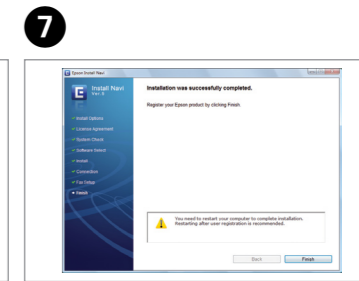 7
Epson Install Navi
Install Navi
Installation was successfully completed.
Register your Epson product by clicking Finish.
Install Options
License Agreement
System Check
Software Select
Install
Connection
Fax Setup
Finish
You need to restart your computer to complete installation.
Restarting after user registration is recommended.
Back
Finish